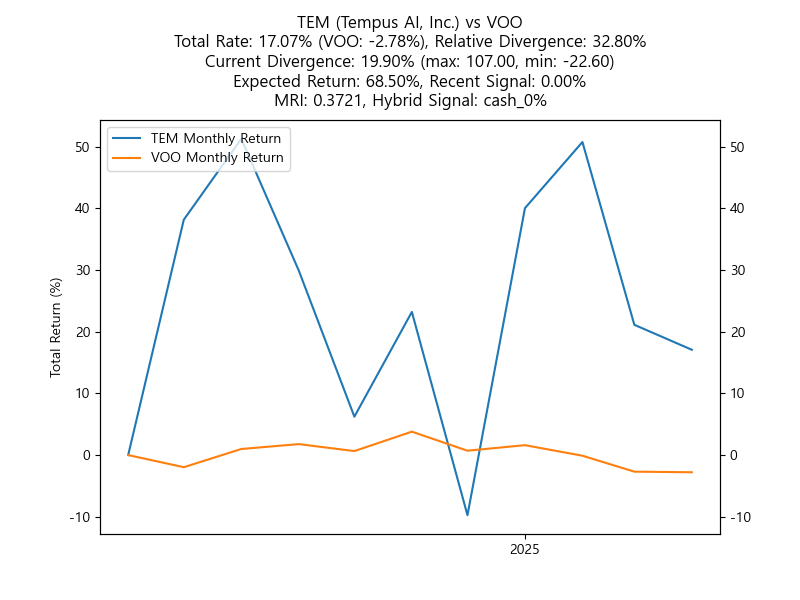 TEM (Tempus AI, Inc.) vs VOO
Total Rate: 17.07% (VOO: -2.78%), Relative Divergence: 32.80%
Current Divergence: 19.90% (max: 107.00, min: -22.60)
Expected Return: 68.50%, Recent Signal: 0.00%
MRI: 0.3721, Hybrid Signal: cash_0%
TEM Monthly Return
VOO Monthly Return
Total Return (%)
50
40
30
20
10
0
-10
50
40
30
20
10
0
-10
2025